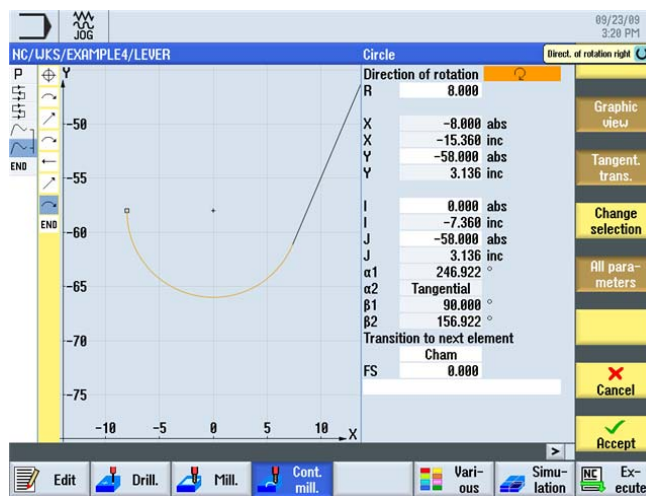 JOG
09/23/09
3:20 PM
NC/WKS/EXAMPLE4/LEVER
Circle
Direct. of rotation right
P
END
END
Y
-50
-55
-60
-65
-70
-75
-10 -5 0 5 10 X
Direction of rotation
R 8.000
X -8.000 abs
X -15.360 inc
Y -58.000 abs
Y 3.136 inc
I 0.000 abs
I -7.360 inc
J -58.000 abs
J 3.136 inc
α1 246.922 °
α2 Tangential
β1 90.000 °
β2 156.922 °
Transition to next element
Cham
FS 0.000
Graphic
view
Tangent.
trans.
Change
selection
All para-
meters
Cancel
Accept
>
Edit
Drill.
Mill.
Cont.
mill.
Vari-
ous
Simu-
lation
NC
Ex-
ecute